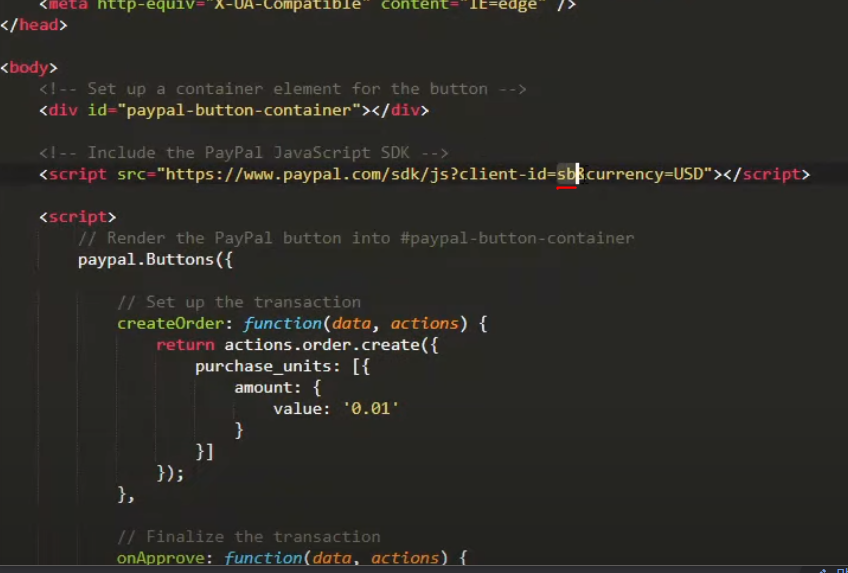 <meta http-equiv="X-UA-Compatible" content="IE=edge" />
</head>
<body>
<!-- Set up a container element for the button -->
<div id="paypal-button-container"></div>
<!-- Include the PayPal JavaScript SDK -->
<script src="https://www.paypal.com/sdk/js?client-id=sb&currency=USD"></script>
<script>
// Render the PayPal button into #paypal-button-container
paypal.Buttons({
// Set up the transaction
createOrder: function(data, actions) {
return actions.order.create({
purchase_units: [{
amount: {
value: '0.01'
}
}]
});
},
// Finalize the transaction
onApprove: function(data, actions) {